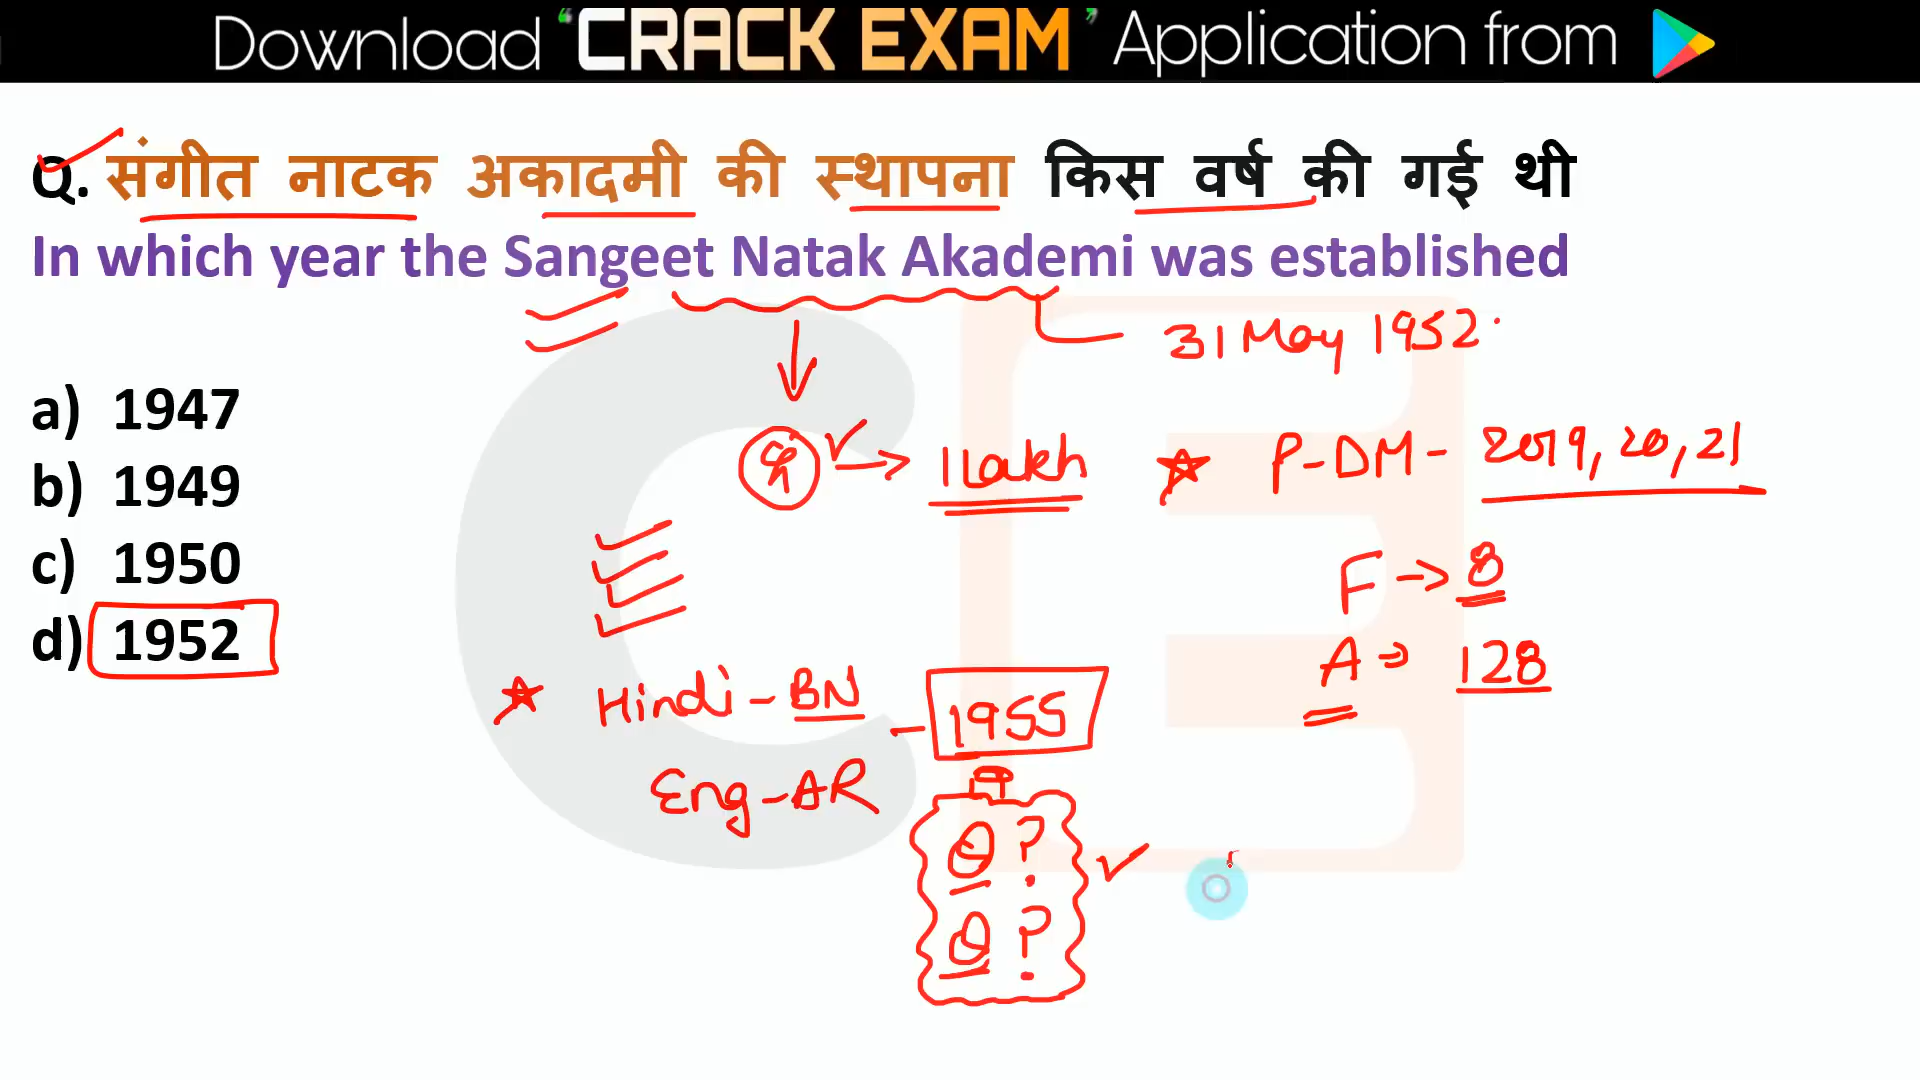 Download 'CRACK EXAM' Application from
Q. संगीत नाटक अकादमी की स्थापना किस वर्ष की गई थी
In which year the Sangeet Natak Akademi was established
31 May 1952
a) 1947
1 lakh
P-DM- 2019, 20, 21
b) 1949
c) 1950
F → 8
d) 1952
A ⇒ 128
Hindi - BN
1955
Eng - AR
Q ?
Q ?